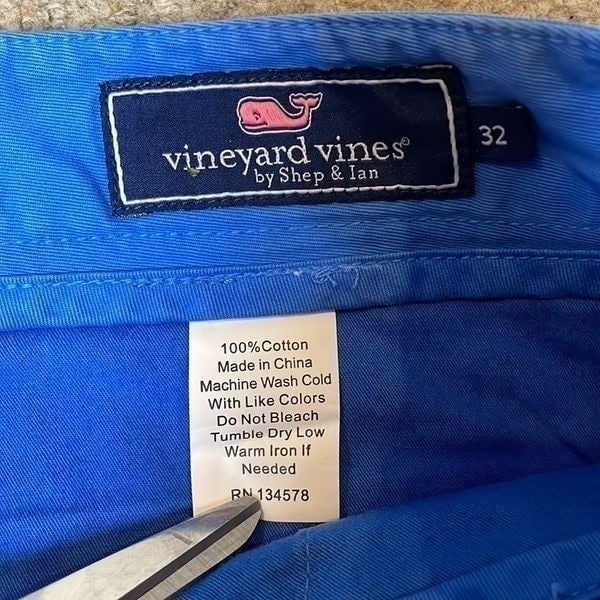 vineyard vines®
by Shep & Ian
32
100%Cotton
Made in China
Machine Wash Cold
With Like Colors
Do Not Bleach
Tumble Dry Low
Warm Iron If
Needed
RN 134578